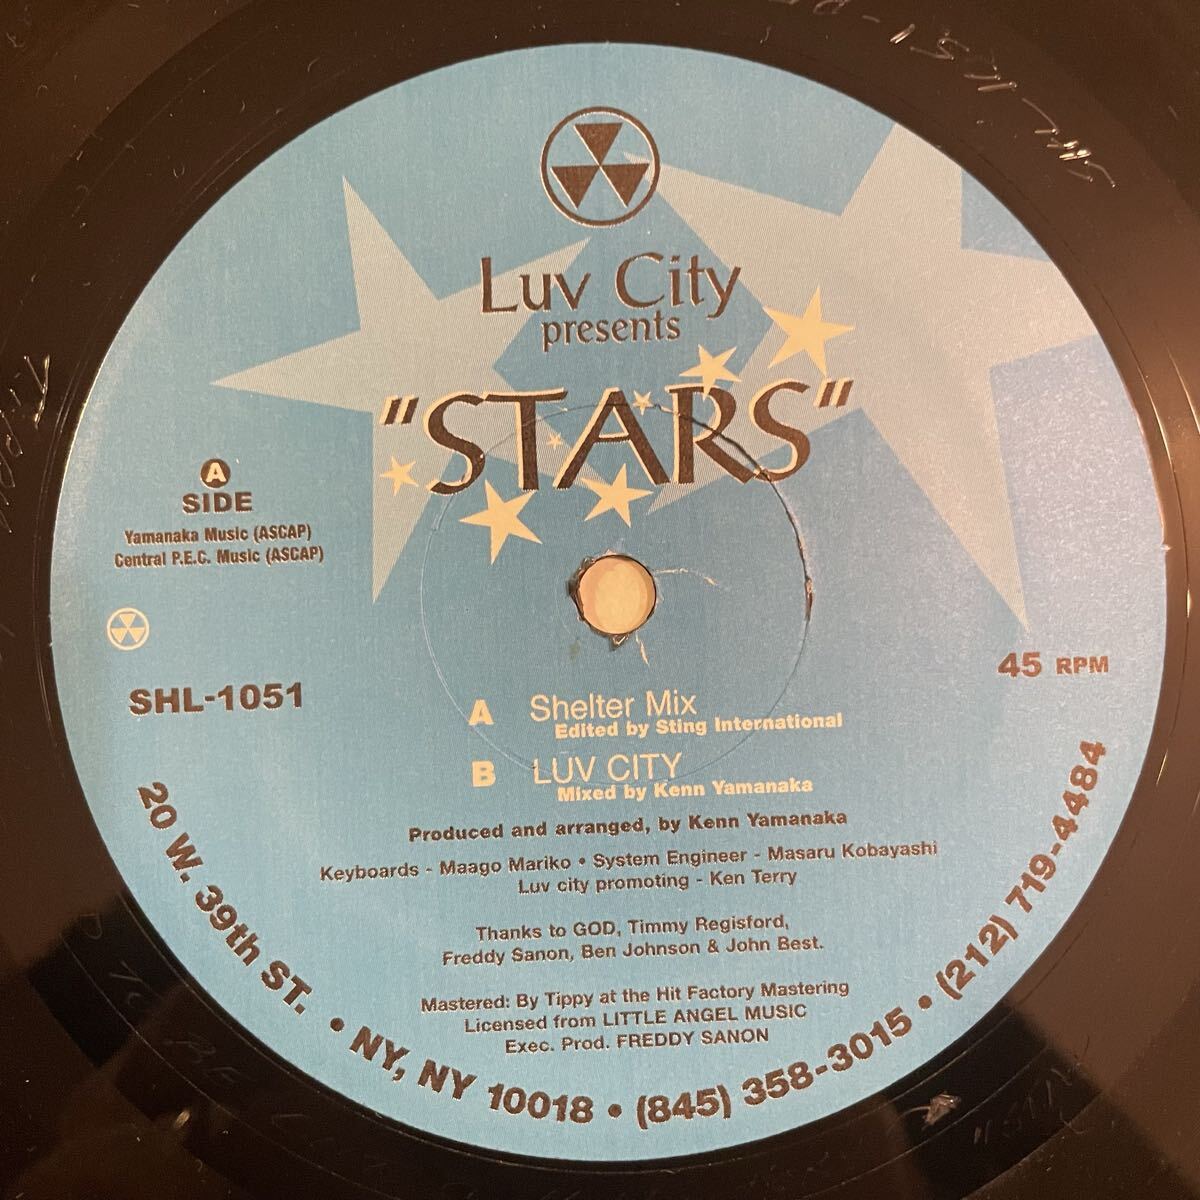 Luv City
presents
"STARS"
A
SIDE
Yamanaka Music (ASCAP)
Central P.E.C. Music (ASCAP)
SHL-1051
45 RPM
A Shelter Mix
Edited by Sting International
B LUV CITY
Mixed by Kenn Yamanaka
Produced and arranged, by Kenn Yamanaka
Keyboards - Maago Mariko • System Engineer - Masaru Kobayashi
Luv city promoting - Ken Terry
Thanks to GOD, Timmy Regisford,
Freddy Sanon, Ben Johnson & John Best.
Mastered: By Tippy at the Hit Factory Mastering
Licensed from LITTLE ANGEL MUSIC
Exec. Prod. FREDDY SANON
20 W. 39th ST. • NY, NY 10018 • (845) 358-3015 • (212) 719-4484